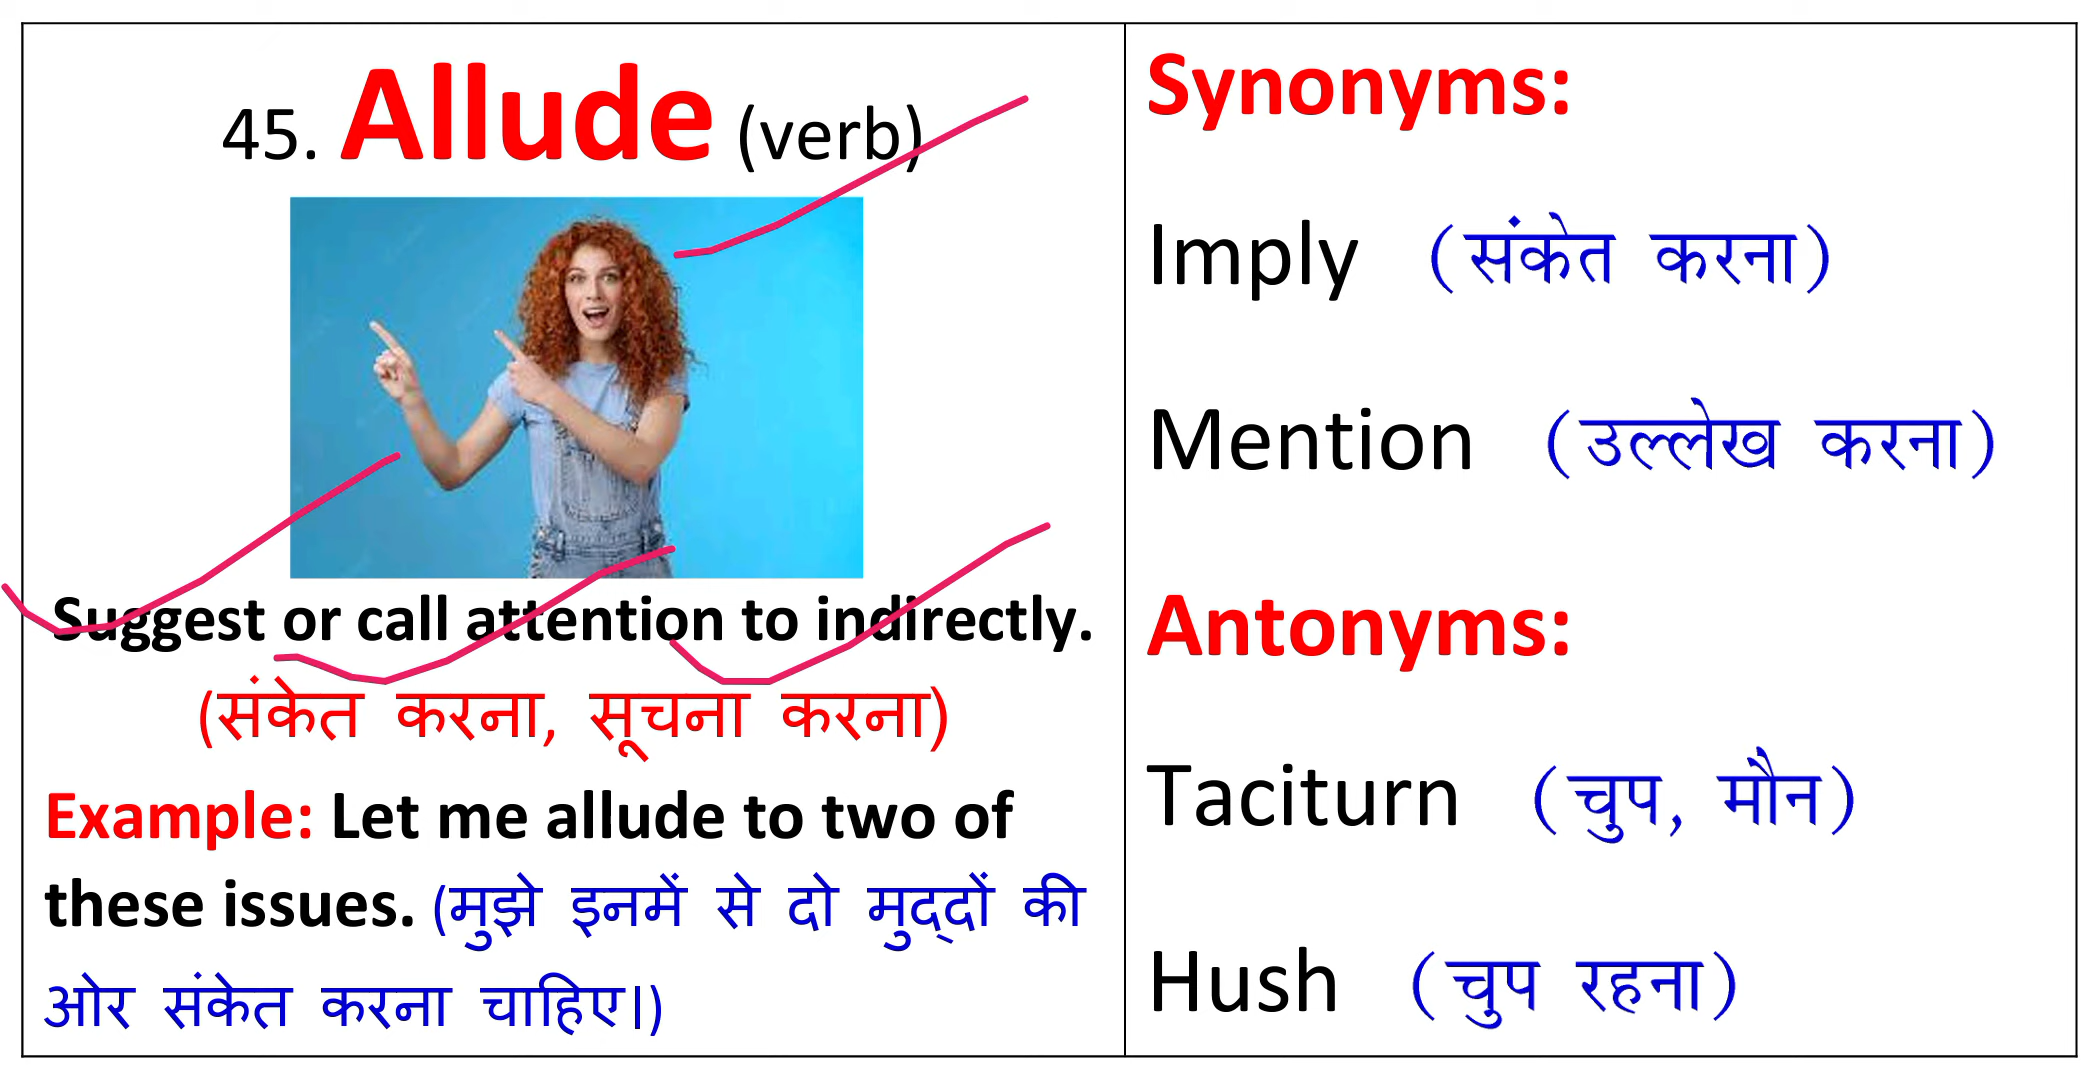 45. Allude (verb)
Suggest or call attention to indirectly.
(संकेत करना, सूचना करना)
Example: Let me allude to two of
these issues. (मुझे इनमें से दो मुद्दों की
ओर संकेत करना चाहिए।)
Synonyms:
Imply (संकेत करना)
Mention (उल्लेख करना)
Antonyms:
Taciturn (चुप, मौन)
Hush (चुप रहना)